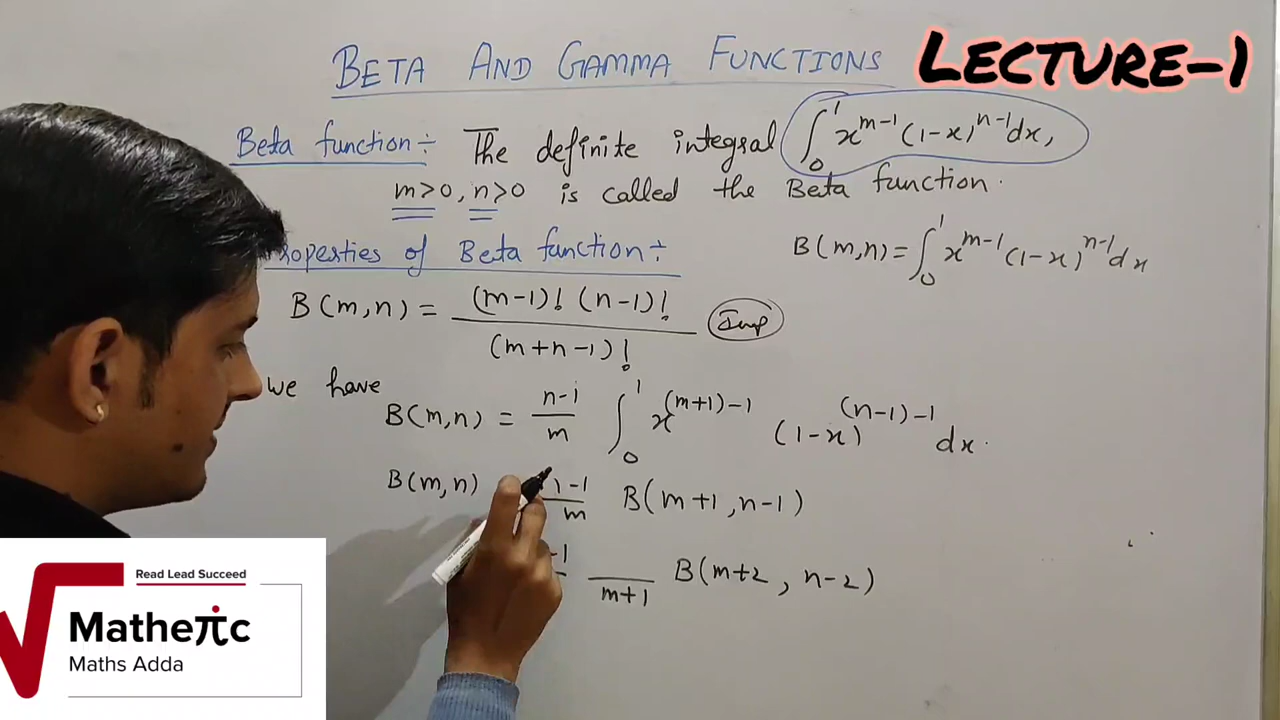 BETA AND GAMMA FUNCTIONS
LECTURE-1
Beta function ÷ The definite integral ∫₀¹ x^(m-1) (1-x)^(n-1) dx,
m>0, n>0 is called the Beta function.
roperties of Beta function ÷
B(m,n) = ∫₀¹ x^(m-1) (1-x)^(n-1) dx
B(m,n) = (m-1)! (n-1)! / (m+n-1)! Imp
we have
B(m,n) = n-1/m ∫₀¹ x^((m+1)-1) (1-x)^((n-1)-1) dx.
B(m,n) n-1/m B(m+1, n-1)
-1 /m+1 B(m+2, n-2)
Read Lead Succeed
Matheπc
Maths Adda